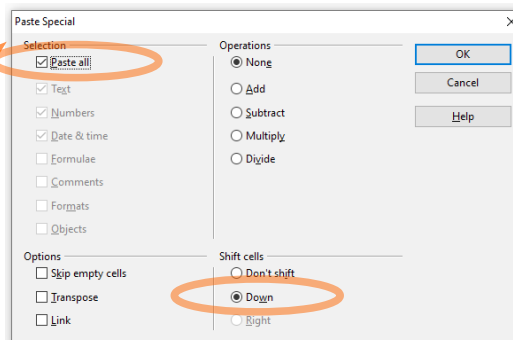 Paste Special
Selection
Paste all
Text
Numbers
Date & time
Formulae
Comments
Formats
Objects
Operations
None
Add
Subtract
Multiply
Divide
OK
Cancel
Help
Options
Skip empty cells
Transpose
Link
Shift cells
Don't shift
Down
Right